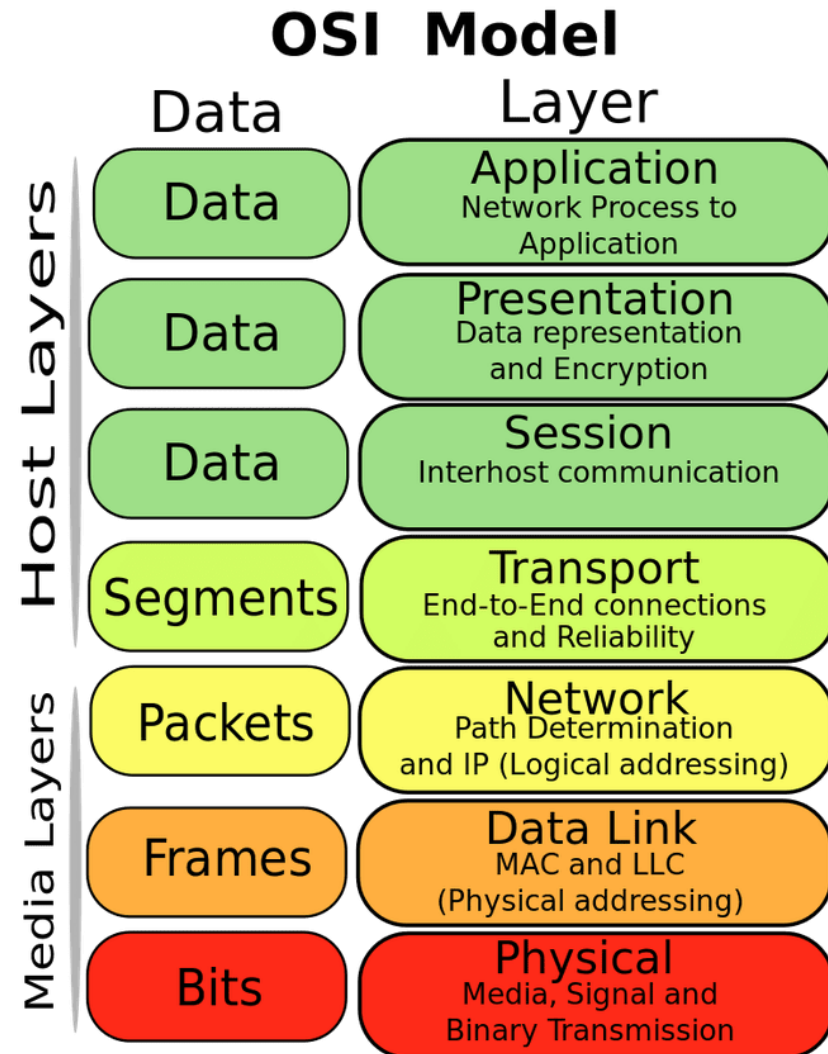 OSI Model
Data
Layer
Host Layers
Data
Application
Network Process to
Application
Data
Presentation
Data representation
and Encryption
Data
Session
Interhost communication
Segments
Transport
End-to-End connections
and Reliability
Media Layers
Packets
Network
Path Determination
and IP (Logical addressing)
Frames
Data Link
MAC and LLC
(Physical addressing)
Bits
Physical
Media, Signal and
Binary Transmission